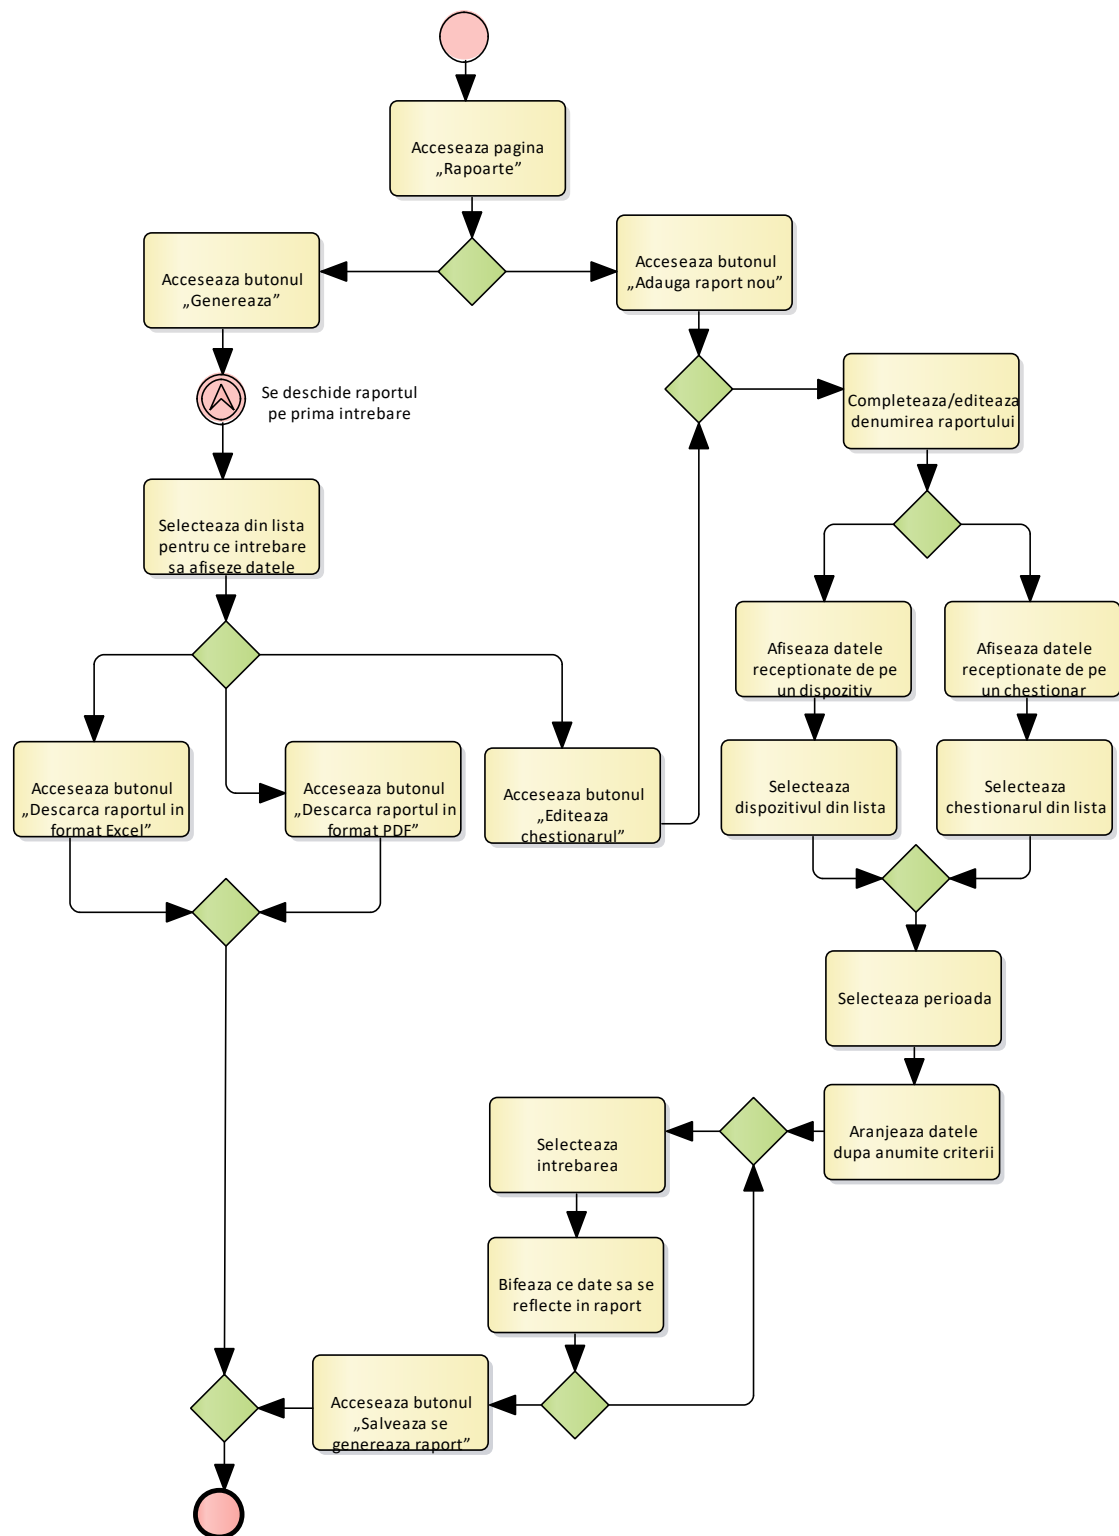 Acceseaza pagina
„Rapoarte”
Acceseaza butonul
„Genereaza”
Acceseaza butonul
„Adauga raport nou”
Se deschide raportul
pe prima intrebare
Completeaza/editeaza
denumirea raportului
Selecteaza din lista
pentru ce intrebare
sa afiseze datele
Afiseaza datele
receptionate de pe
un dispozitiv
Afiseaza datele
receptionate de pe
un chestionar
Acceseaza butonul
„Descarca raportul in
format Excel”
Acceseaza butonul
„Descarca raportul in
format PDF”
Acceseaza butonul
„Editeaza
chestionarul”
Selecteaza
dispozitivul din lista
Selecteaza
chestionarul din lista
Selecteaza perioada
Aranjeaza datele
dupa anumite criterii
Selecteaza
intrebarea
Bifeaza ce date sa se
reflecte in raport
Acceseaza butonul
„Salveaza se
genereaza raport”